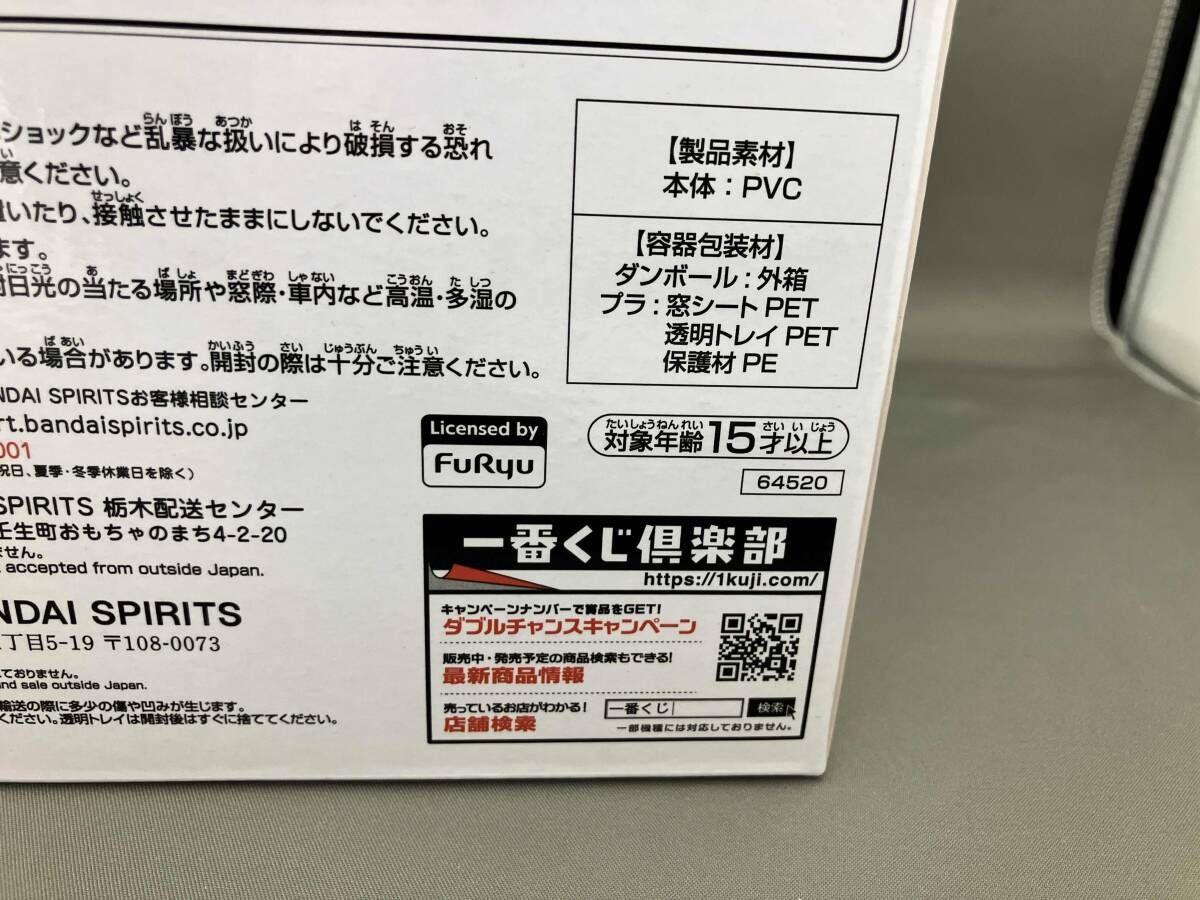 ショックなど乱暴な扱いにより破損する恐れ
意ください。
いたり、接触させたままにしないでください。
ます。
日光の当たる場所や窓際・車内など高温・多湿の
いる場合があります。開封の際は十分ご注意ください。
NDAI SPIRITSお客様相談センター
rt.bandaispirits.co.jp
001
祝日、夏季・冬季休業日を除く)
SPIRITS 栃木配送センター
壬生町おもちゃのまち4-2-20
ません。
accepted from outside Japan.
NDAI SPIRITS
丁目5-19 〒108-0073
ておりません。
nd sale outside Japan.
輸送の際に多少の傷や凹みが生じます。
ください。透明トレイは開封後はすぐに捨ててください。
【製品素材】
本体：PVC
【容器包装材】
ダンボール：外箱
プラ：窓シート PET
透明トレイ PET
保護材 PE
Licensed by
FuRyu
対象年齢15才以上
64520
一番くじ倶楽部
https://1kuji.com/
キャンペーンナンバーで賞品をGET!
ダブルチャンスキャンペーン
販売中・発売予定の商品検索もできる!
最新商品情報
売っているお店がわかる!
店舗検索
一番くじ
検索
一部機種には対応しておりません。